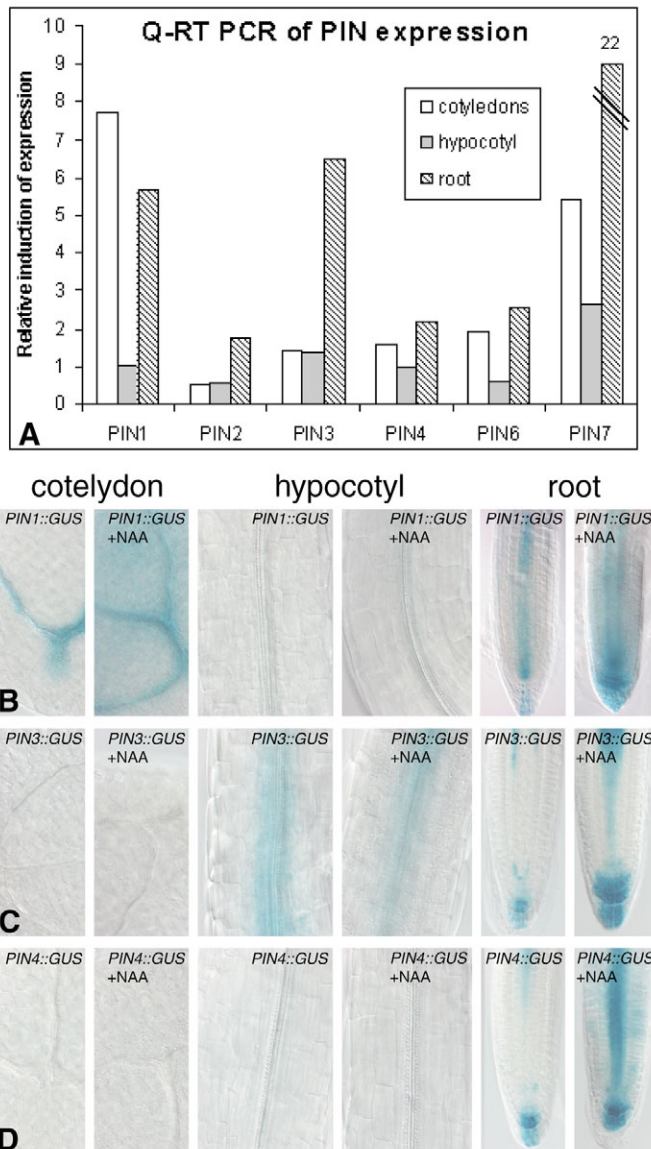 Q-RT PCR of PIN expression
22
Relative induction of expression
10
9
8
7
6
5
4
3
2
1
0
cotyledons
hypocotyl
root
PIN1 PIN2 PIN3 PIN4 PIN6 PIN7
A
cotelydon hypocotyl root
PIN1::GUS PIN1::GUS +NAA PIN1::GUS PIN1::GUS +NAA PIN1::GUS PIN1::GUS +NAA
B
PIN3::GUS PIN3::GUS +NAA PIN3::GUS PIN3::GUS +NAA PIN3::GUS PIN3::GUS +NAA
C
PIN4::GUS PIN4::GUS +NAA PIN4::GUS PIN4::GUS +NAA PIN4::GUS PIN4::GUS +NAA
D